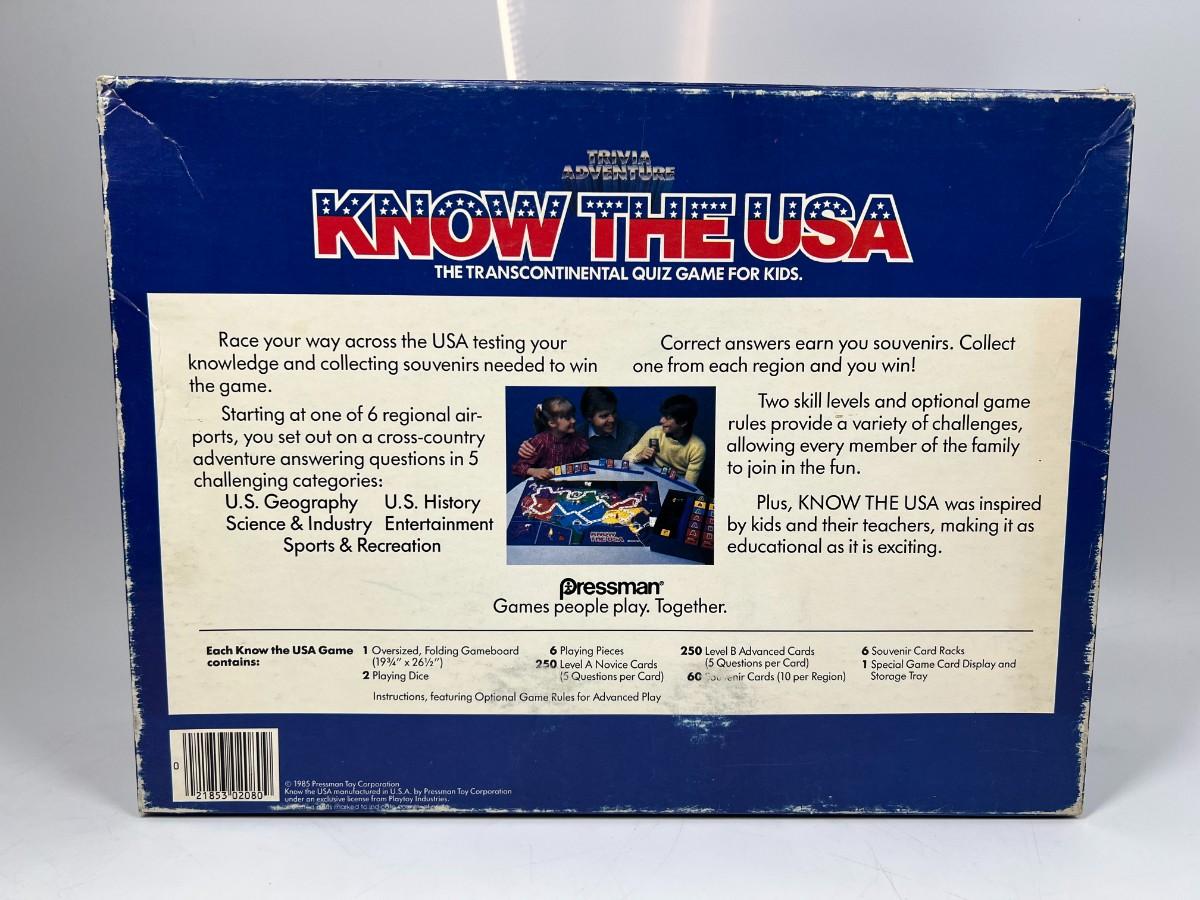 TRIVIA
ADVENTURE
KNOW THE USA
THE TRANSCONTINENTAL QUIZ GAME FOR KIDS.
Race your way across the USA testing your
knowledge and collecting souvenirs needed to win
the game.
Starting at one of 6 regional air-
ports, you set out on a cross-country
adventure answering questions in 5
challenging categories:
U.S. Geography U.S. History
Science & Industry Entertainment
Sports & Recreation
Correct answers earn you souvenirs. Collect
one from each region and you win!
Two skill levels and optional game
rules provide a variety of challenges,
allowing every member of the family
to join in the fun.
Plus, KNOW THE USA was inspired
by kids and their teachers, making it as
educational as it is exciting.
KNOW
THE USA
Pressman®
Games people play. Together.
Each Know the USA Game
contains:
1 Oversized, Folding Gameboard
(19¾" x 26½")
2 Playing Dice
6 Playing Pieces
250 Level A Novice Cards
(5 Questions per Card)
250 Level B Advanced Cards
(5 Questions per Card)
60 Souvenir Cards (10 per Region)
6 Souvenir Card Racks
1 Special Game Card Display and
Storage Tray
Instructions, featuring Optional Game Rules for Advanced Play
0
21853 02080
© 1985 Pressman Toy Corporation
Know the USA manufactured in U.S.A. by Pressman Toy Corporation
under an exclusive license from Playtoy Industries.